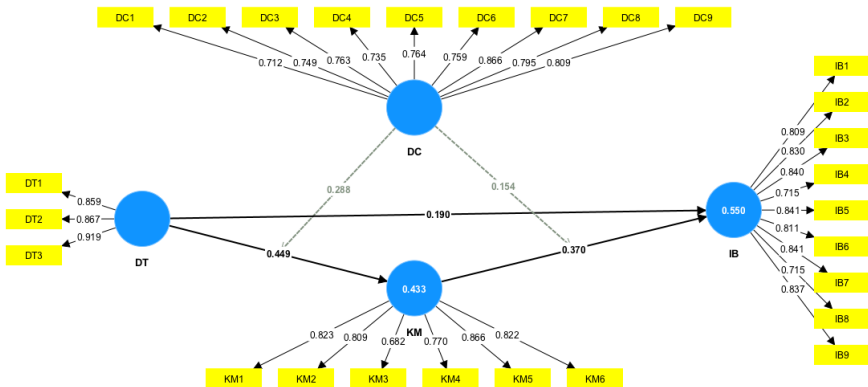 DC1 DC2 DC3 DC4 DC5 DC6 DC7 DC8 DC9
0.712 0.749 0.763 0.735 0.764 0.759 0.866 0.795 0.809
DC
0.288 0.154
DT1
DT2
DT3
0.859
0.867
0.919
DT
0.190
0.449
0.370
0.433
KM
0.823 0.809 0.682 0.770 0.866 0.822
KM1 KM2 KM3 KM4 KM5 KM6
0.550
IB
0.809
0.830
0.840
0.715
0.841
0.811
0.841
0.715
0.837
IB1
IB2
IB3
IB4
IB5
IB6
IB7
IB8
IB9